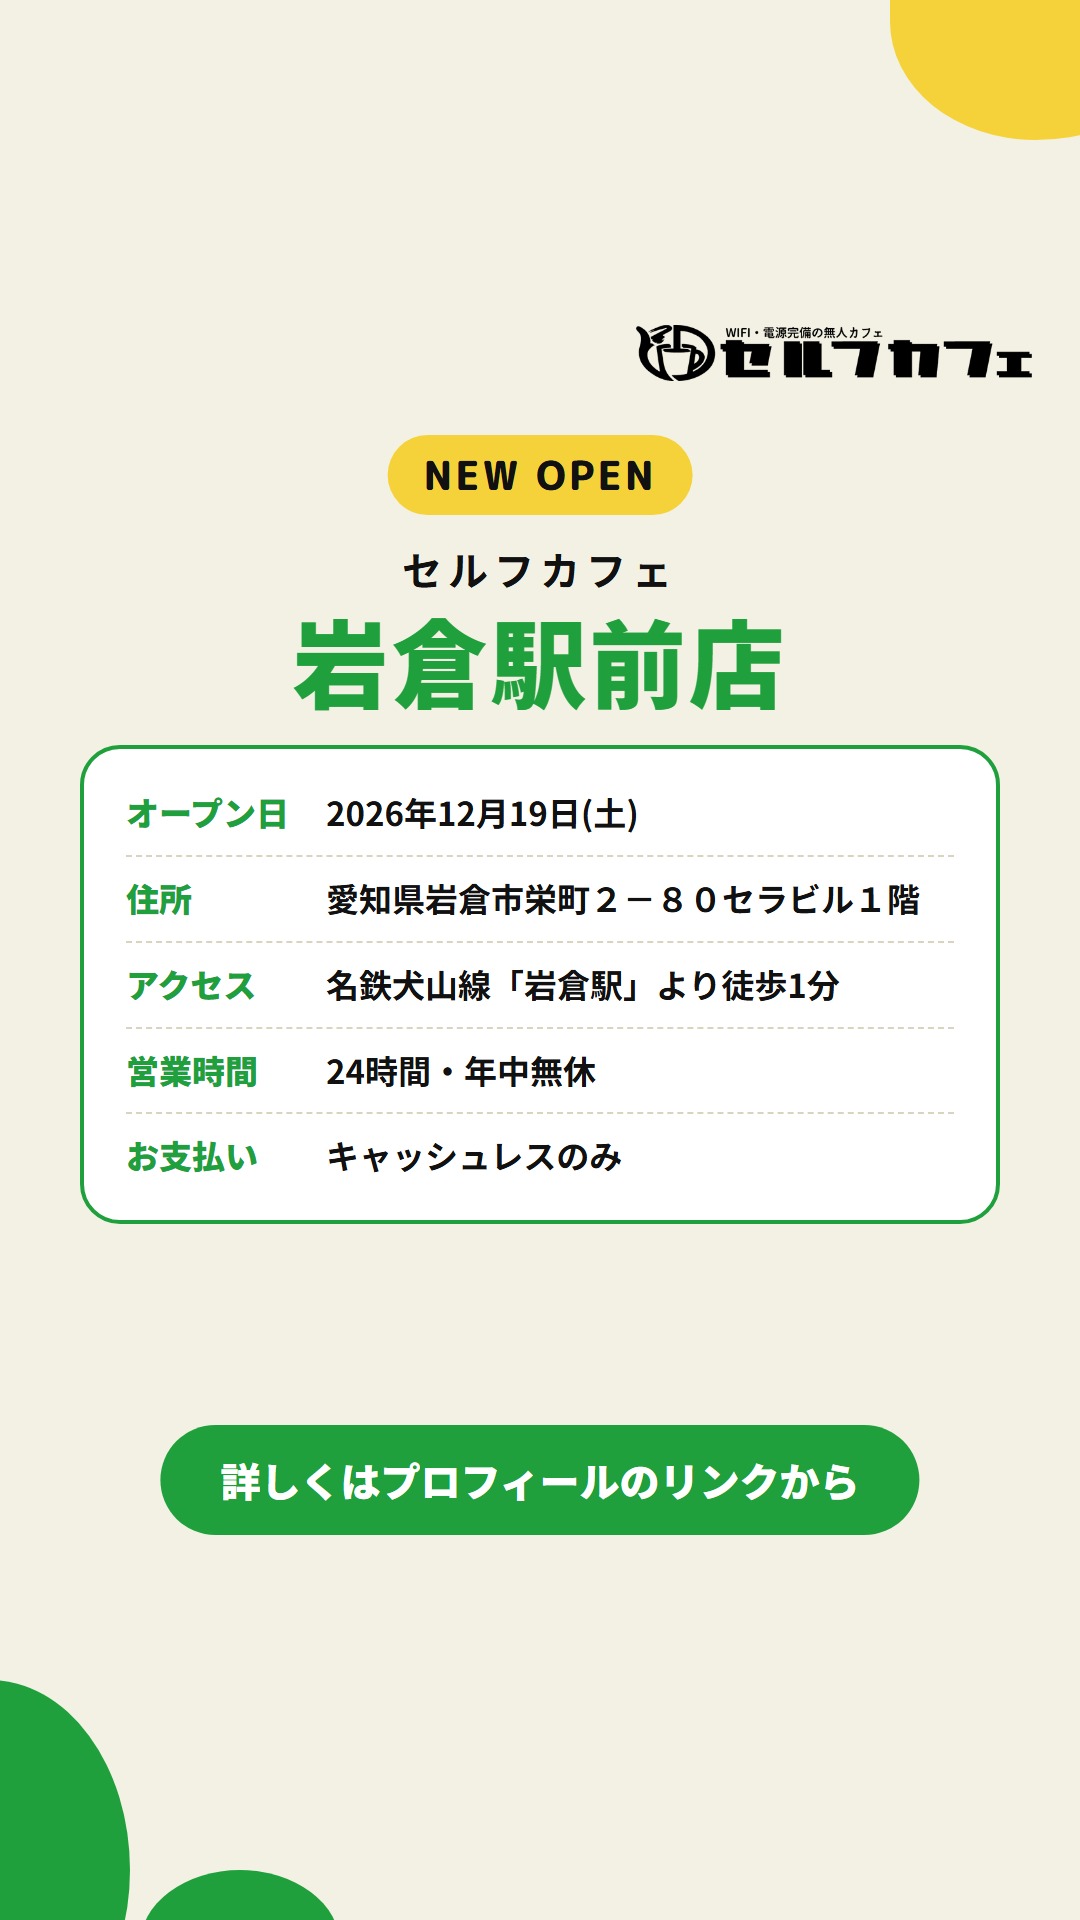 WIFI・電源完備の無人カフェ
セルフカフェ
NEW OPEN
セルフカフェ
岩倉駅前店
オープン日 2026年12月19日(土)
住所 愛知県岩倉市栄町２－８０セラビル１階
アクセス 名鉄犬山線「岩倉駅」より徒歩1分
営業時間 24時間・年中無休
お支払い キャッシュレスのみ
詳しくはプロフィールのリンクから